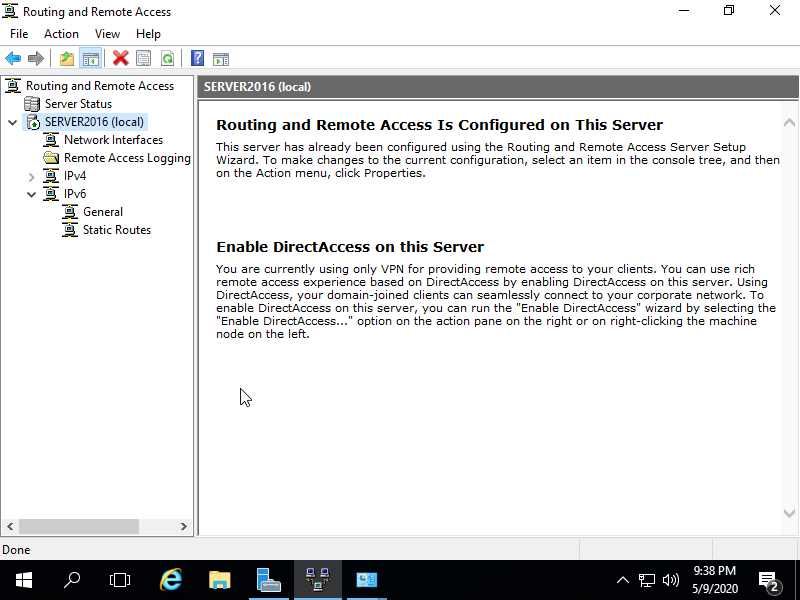 Routing and Remote Access
File Action View Help
Routing and Remote Access
Server Status
SERVER2016 (local)
Network Interfaces
Remote Access Logging
IPv4
IPv6
General
Static Routes
SERVER2016 (local)
Routing and Remote Access Is Configured on This Server
This server has already been configured using the Routing and Remote Access Server Setup
Wizard. To make changes to the current configuration, select an item in the console tree, and then
on the Action menu, click Properties.
Enable DirectAccess on this Server
You are currently using only VPN for providing remote access to your clients. You can use rich
remote access experience based on DirectAccess by enabling DirectAccess on this server. Using
DirectAccess, your domain-joined clients can seamlessly connect to your corporate network. To
enable DirectAccess on this server, you can run the "Enable DirectAccess" wizard by selecting the
"Enable DirectAccess..." option on the action pane on the right or on right-clicking the machine
node on the left.
Done
9:38 PM
5/9/2020
2